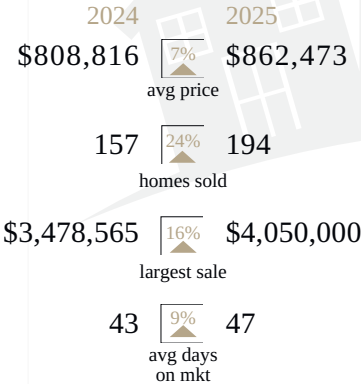 2024 2025
$808,816 7% $862,473
avg price
157 24% 194
homes sold
$3,478,565 16% $4,050,000
largest sale
43 9% 47
avg days
on mkt